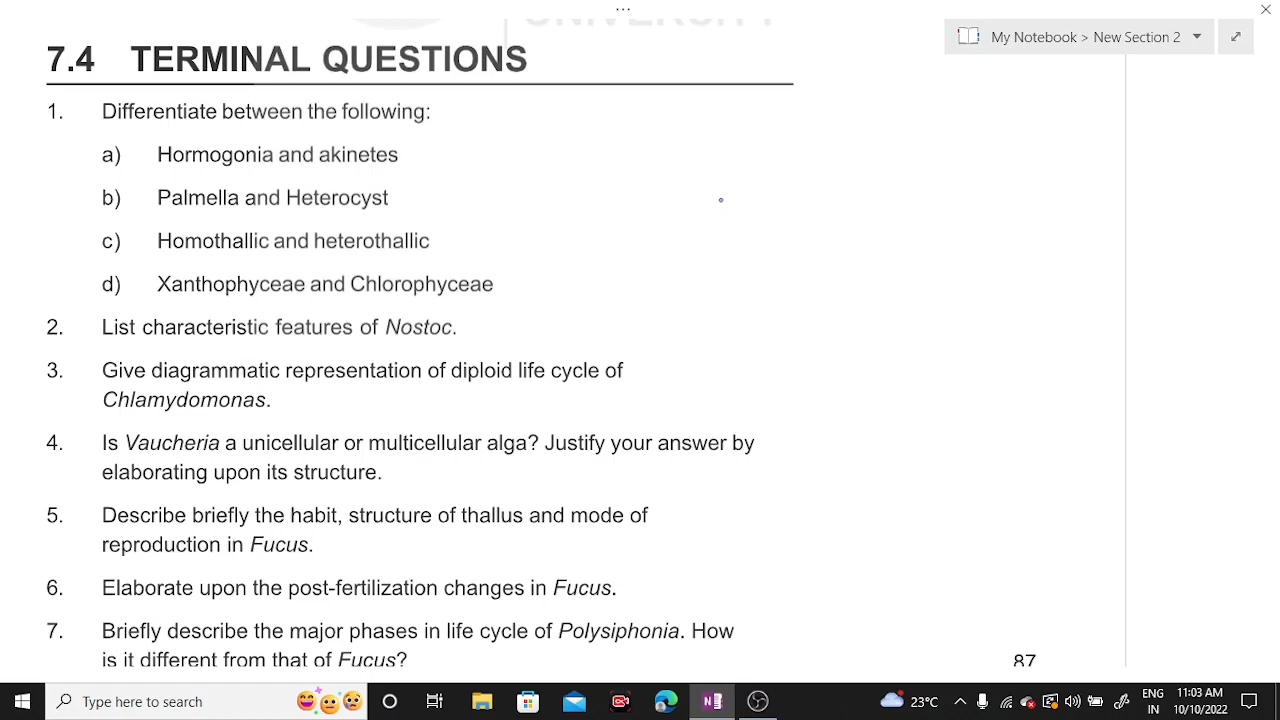 ...
UNIVERSITY
My Notebook > New Section 2
7.4 TERMINAL QUESTIONS
1. Differentiate between the following:
a) Hormogonia and akinetes
b) Palmella and Heterocyst
c) Homothallic and heterothallic
d) Xanthophyceae and Chlorophyceae
2. List characteristic features of Nostoc.
3. Give diagrammatic representation of diploid life cycle of
Chlamydomonas.
4. Is Vaucheria a unicellular or multicellular alga? Justify your answer by
elaborating upon its structure.
5. Describe briefly the habit, structure of thallus and mode of
reproduction in Fucus.
6. Elaborate upon the post-fertilization changes in Fucus.
7. Briefly describe the major phases in life cycle of Polysiphonia. How
is it different from that of Fucus?
87
Type here to search
23°C
ENG
IN
11:03 AM
10/10/2022